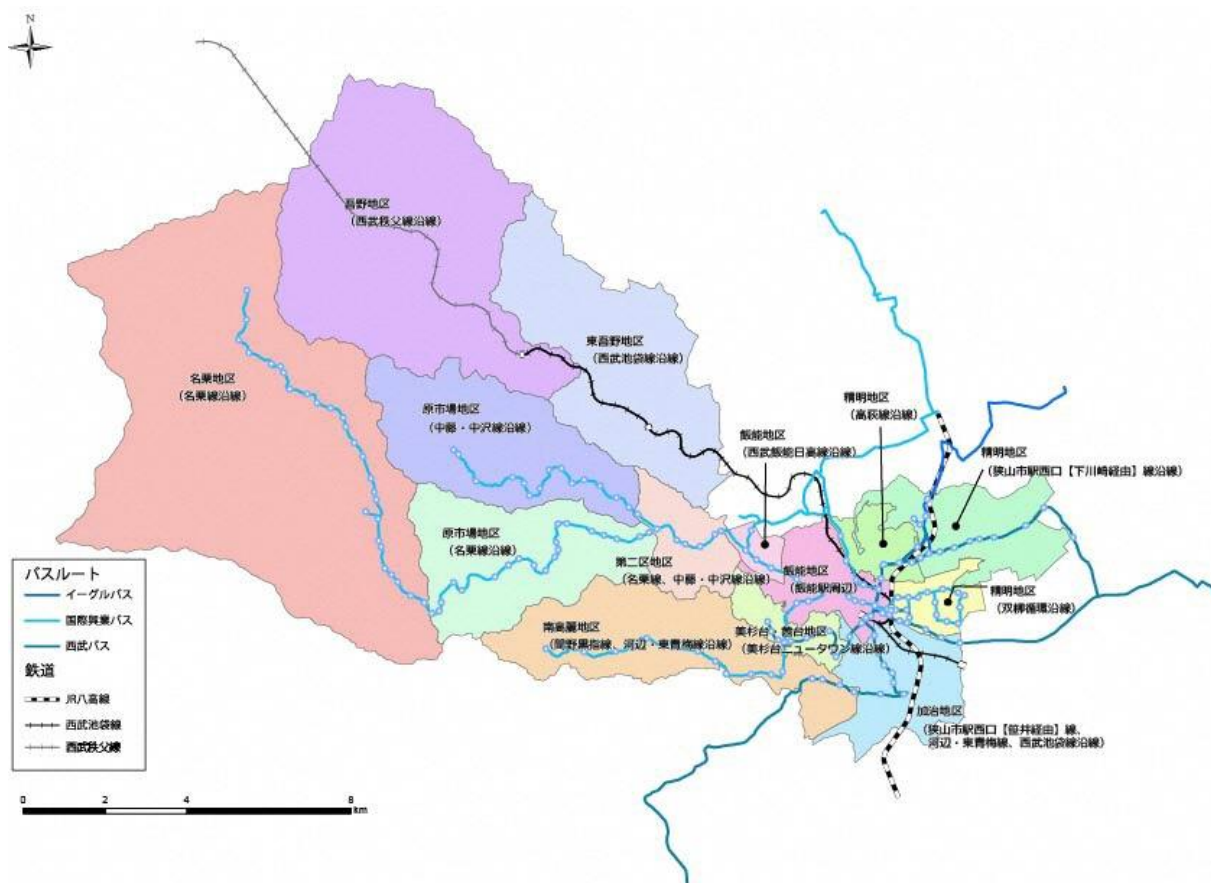 N
吾野地区
（西武秩父線沿線）
東吾野地区
（西武池袋線沿線）
名栗地区
（名栗線沿線）
原市場地区
（中藤・中沢線沿線）
飯能地区
（西武飯能日高線沿線）
精明地区
（高萩線沿線）
精明地区
（狭山市駅西口【下川崎経由】線沿線）
原市場地区
（名栗線沿線）
第二区地区
（名栗線、中藤・中沢線沿線）
飯能地区
（飯能駅周辺）
精明地区
（双柳循環沿線）
南高麗地区
（間野黒指線、河辺・東青梅線沿線）
美杉台・茜台地区
（美杉台ニュータウン線沿線）
加治地区
（狭山市駅西口【笹井経由】線、
河辺・東青梅線、西武池袋線沿線）
バスルート
イーグルバス
国際興業バス
西武バス
鉄道
JR八高線
西武池袋線
西武秩父線
0 2 4 8
km